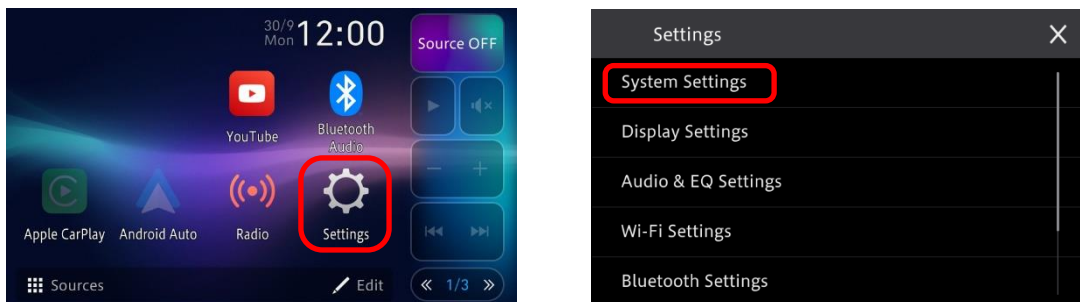 30/9
Mon 12:00
Source OFF
YouTube
Bluetooth
Audio
Apple CarPlay
Android Auto
Radio
Settings
Sources
Edit
1/3
Settings
System Settings
Display Settings
Audio & EQ Settings
Wi-Fi Settings
Bluetooth Settings